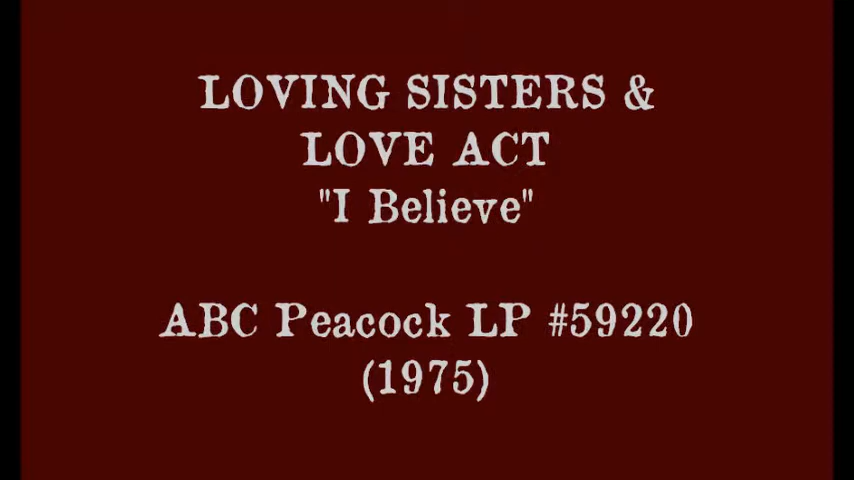 LOVING SISTERS &
LOVE ACT
"I Believe"
ABC Peacock LP #59220
(1975)